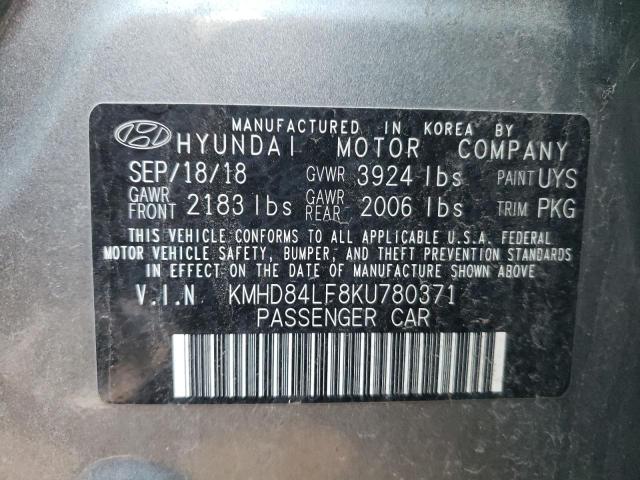 MANUFACTURED IN KOREA BY
HYUNDAI MOTOR COMPANY
SEP/18/18 GVWR 3924 lbs PAINT UYS
GAWR FRONT 2183 lbs GAWR REAR 2006 lbs TRIM PKG
THIS VEHICLE CONFORMS TO ALL APPLICABLE U.S.A. FEDERAL
MOTOR VEHICLE SAFETY, BUMPER, AND THEFT PREVENTION STANDARDS
IN EFFECT ON THE DATE OF MANUFACTURE SHOWN ABOVE.
V.I.N KMHD84LF8KU780371
PASSENGER CAR